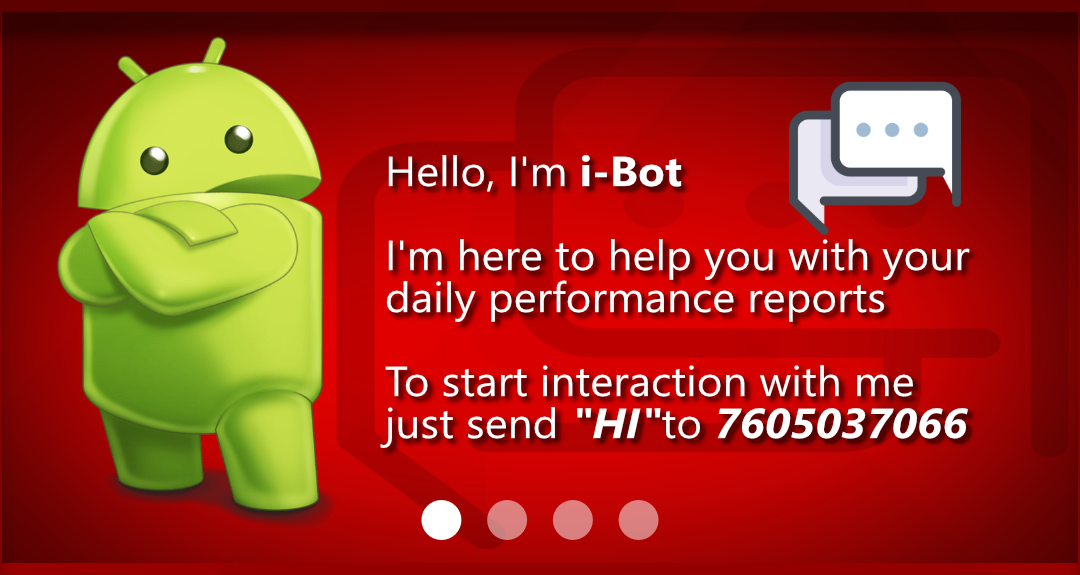 Hello, I'm i-Bot
I'm here to help you with your
daily performance reports
To start interaction with me
just send "HI"to 7605037066